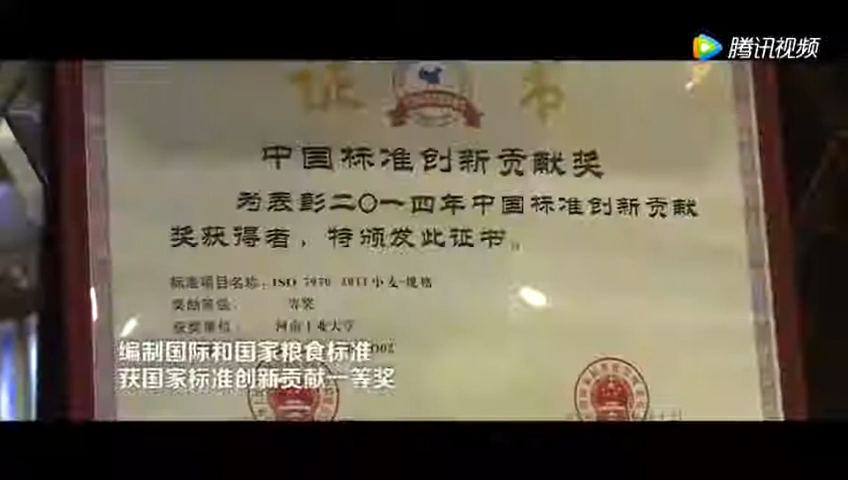 腾讯视频
证 书
中国标准创新贡献奖
为表彰二〇一四年中国标准创新贡献
奖获得者，特颁发此证书。
标准项目名称：ISO 7970 2011 小麦-规格
奖励等级： 等奖
获奖单位： 河南工业大学
编制国际和国家粮食标准
获国家标准创新贡献一等奖